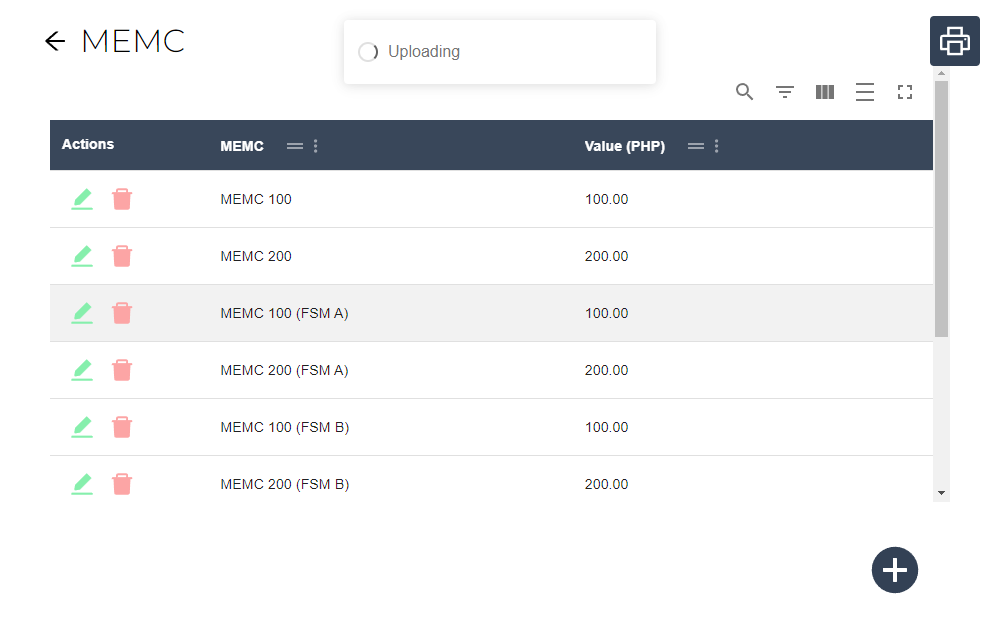 MEMC
Uploading
Actions MEMC Value (PHP)
MEMC 100 100.00
MEMC 200 200.00
MEMC 100 (FSM A) 100.00
MEMC 200 (FSM A) 200.00
MEMC 100 (FSM B) 100.00
MEMC 200 (FSM B) 200.00